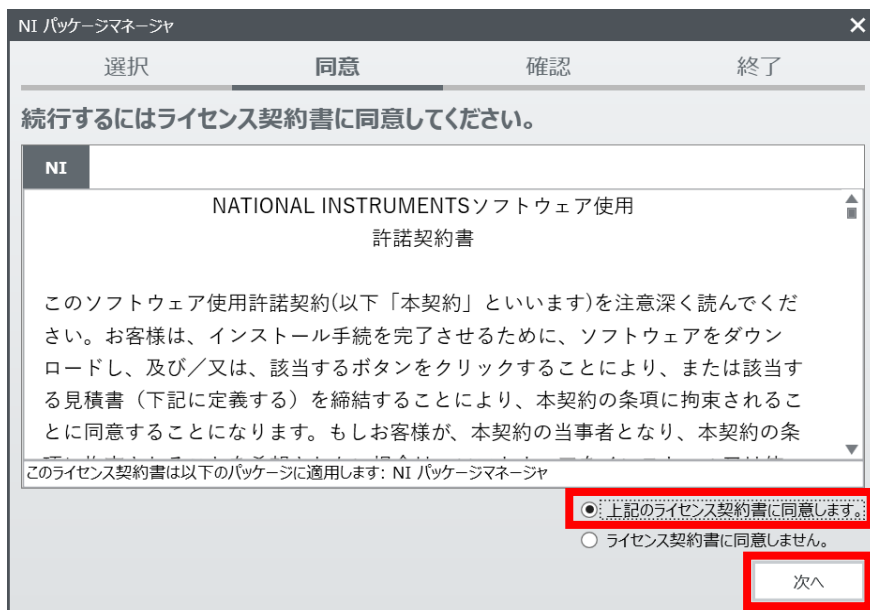 NI パッケージマネージャ
選択 同意 確認 終了
続行するにはライセンス契約書に同意してください。
NI
NATIONAL INSTRUMENTSソフトウェア使用
許諾契約書
このソフトウェア使用許諾契約(以下「本契約」といいます)を注意深く読んでくだ
さい。お客様は、インストール手続を完了させるために、ソフトウェアをダウン
ロードし、及び／又は、該当するボタンをクリックすることにより、または該当す
る見積書（下記に定義する）を締結することにより、本契約の条項に拘束されるこ
とに同意することになります。もしお客様が、本契約の当事者となり、本契約の条
このライセンス契約書は以下のパッケージに適用します: NI パッケージマネージャ
上記のライセンス契約書に同意します。
ライセンス契約書に同意しません。
次へ